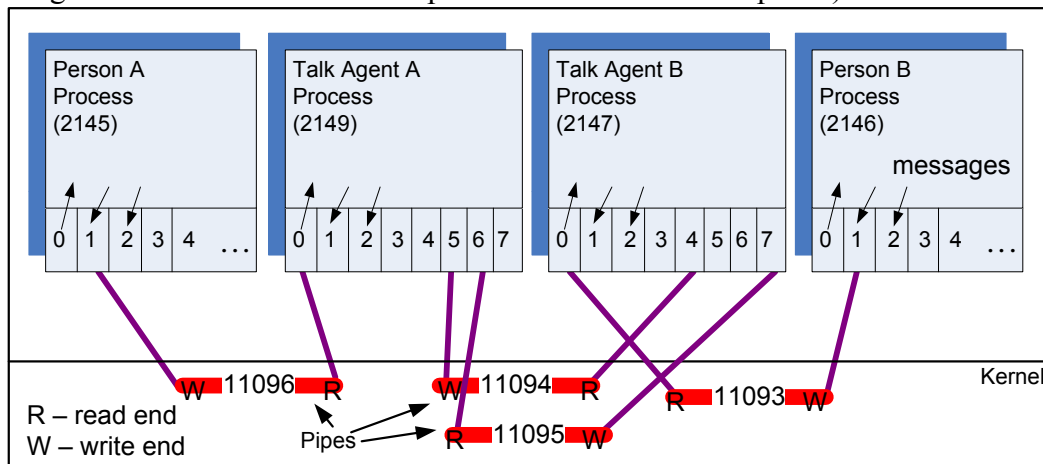 Person A
Process
(2145)
0 1 2 3 4 ...
Talk Agent A
Process
(2149)
0 1 2 3 4 5 6 7
Talk Agent B
Process
(2147)
0 1 2 3 4 5 6 7
Person B
Process
(2146)
messages
0 1 2 3 4 ...
Kernel
W 11096 R
W 11094 R
R 11093 W
R 11095 W
Pipes
R – read end
W – write end